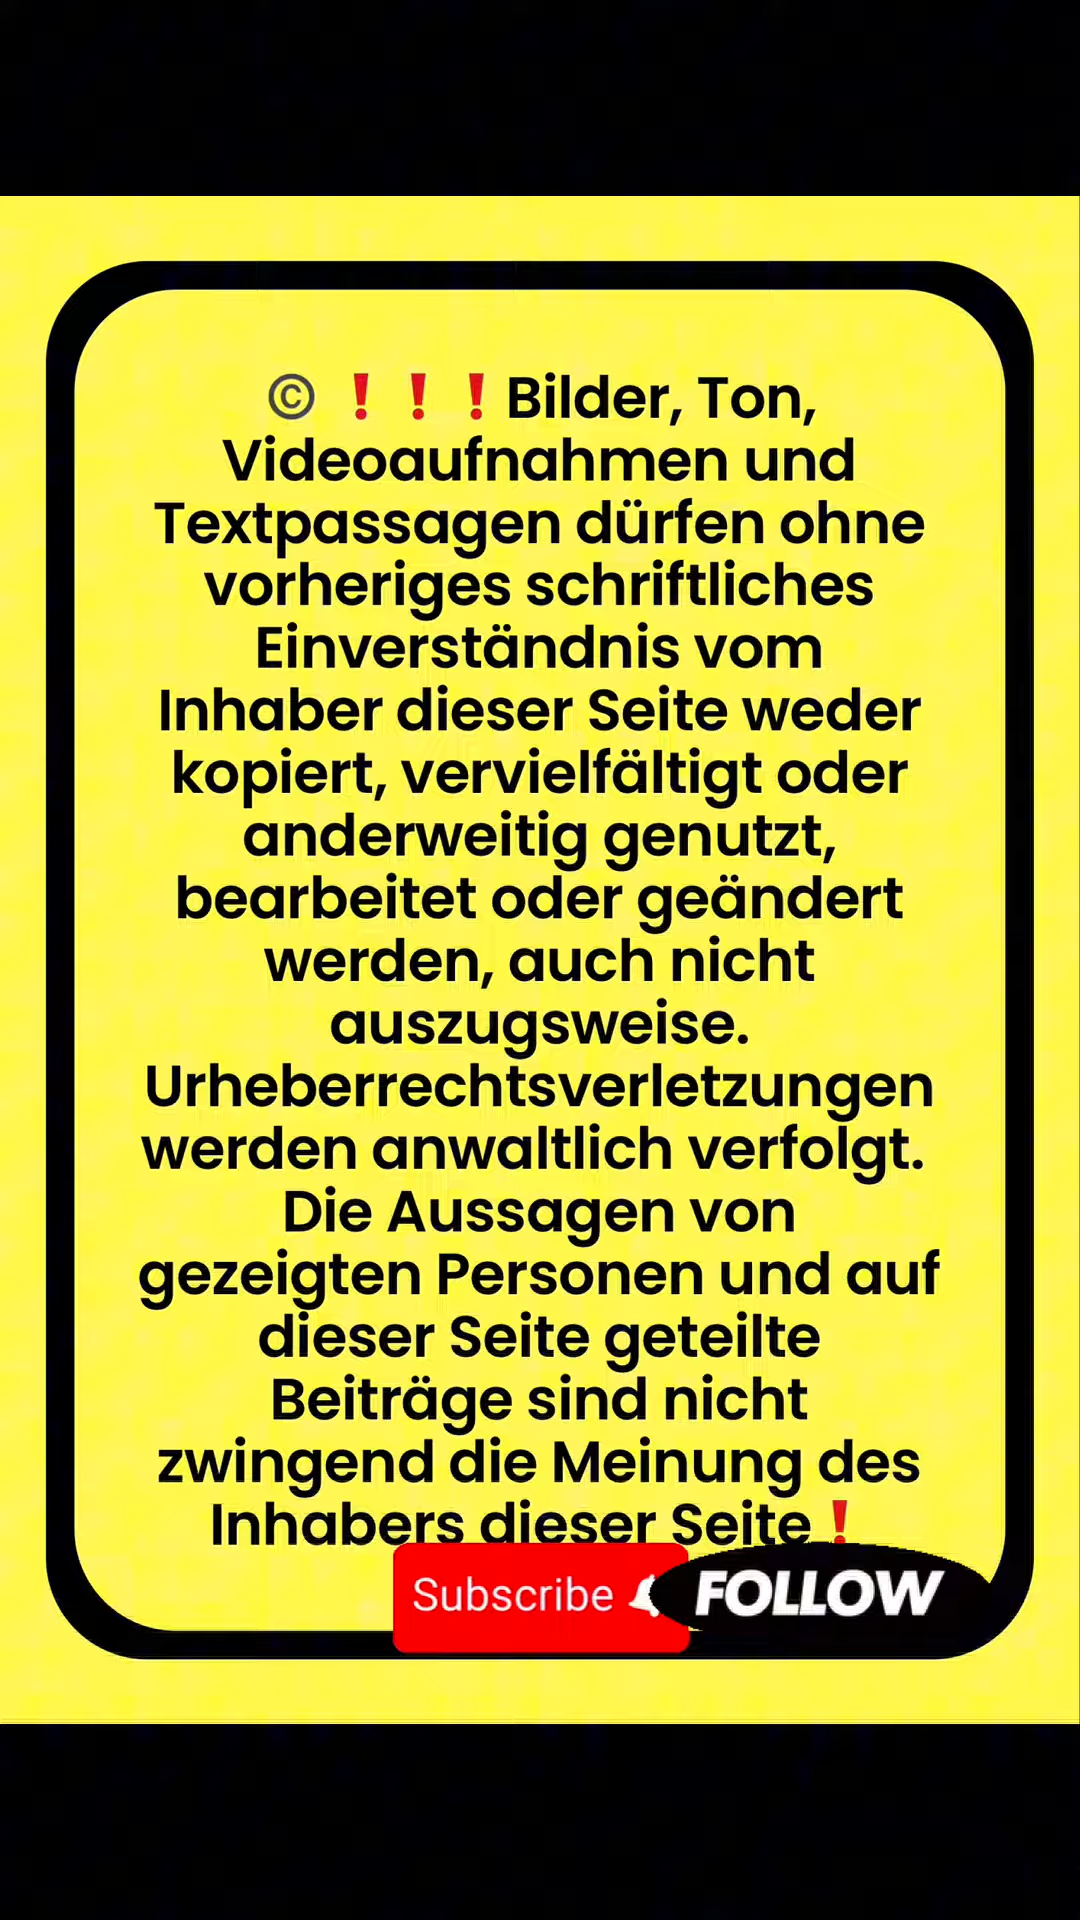 © ❗❗❗Bilder, Ton,
Videoaufnahmen und
Textpassagen dürfen ohne
vorheriges schriftliches
Einverständnis vom
Inhaber dieser Seite weder
kopiert, vervielfältigt oder
anderweitig genutzt,
bearbeitet oder geändert
werden, auch nicht
auszugsweise.
Urheberrechtsverletzungen
werden anwaltlich verfolgt.
Die Aussagen von
gezeigten Personen und auf
dieser Seite geteilte
Beiträge sind nicht
zwingend die Meinung des
Inhabers dieser Seite❗
Subscribe
FOLLOW